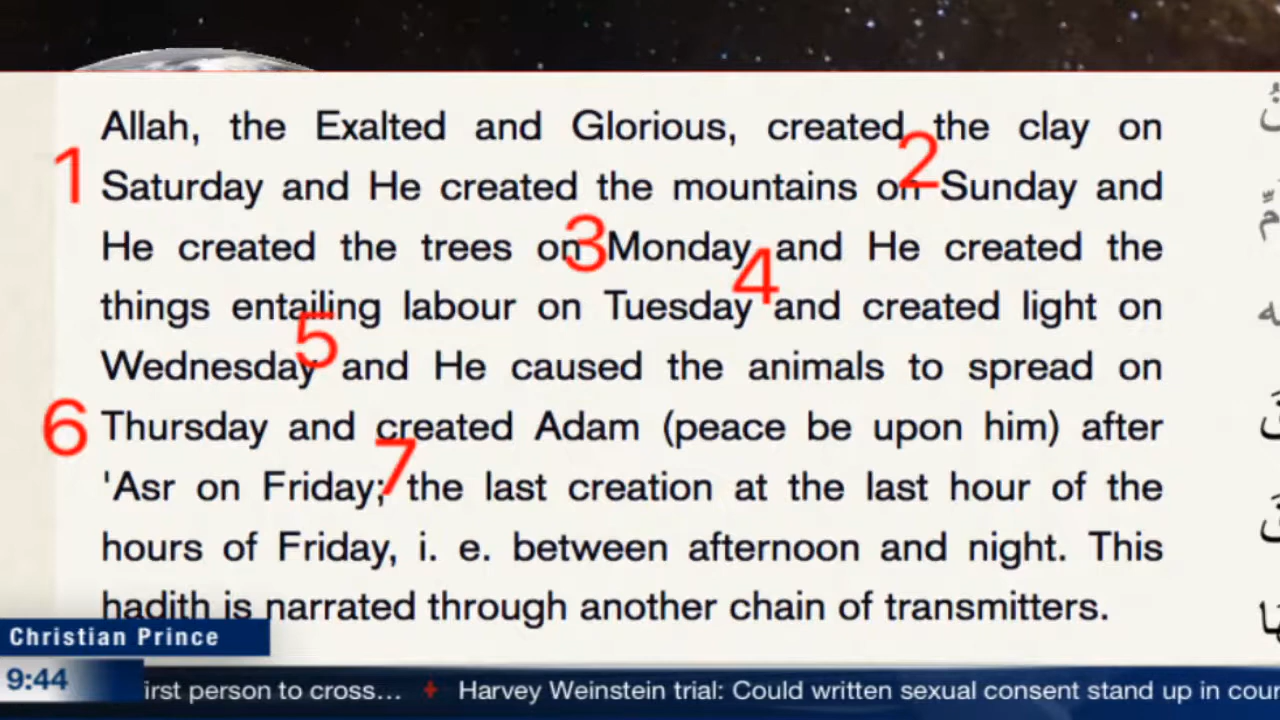 Allah, the Exalted and Glorious, created the clay on
1
2
Saturday and He created the mountains on Sunday and
He created the trees on 3 Monday and He created the
4
things entailing labour on Tuesday and created light on
5
Wednesday and He caused the animals to spread on
6 Thursday and created Adam (peace be upon him) after
7
'Asr on Friday; the last creation at the last hour of the
hours of Friday, i. e. between afternoon and night. This
hadith is narrated through another chain of transmitters.
Christian Prince
9:44
irst person to cross... + Harvey Weinstein trial: Could written sexual consent stand up in cour